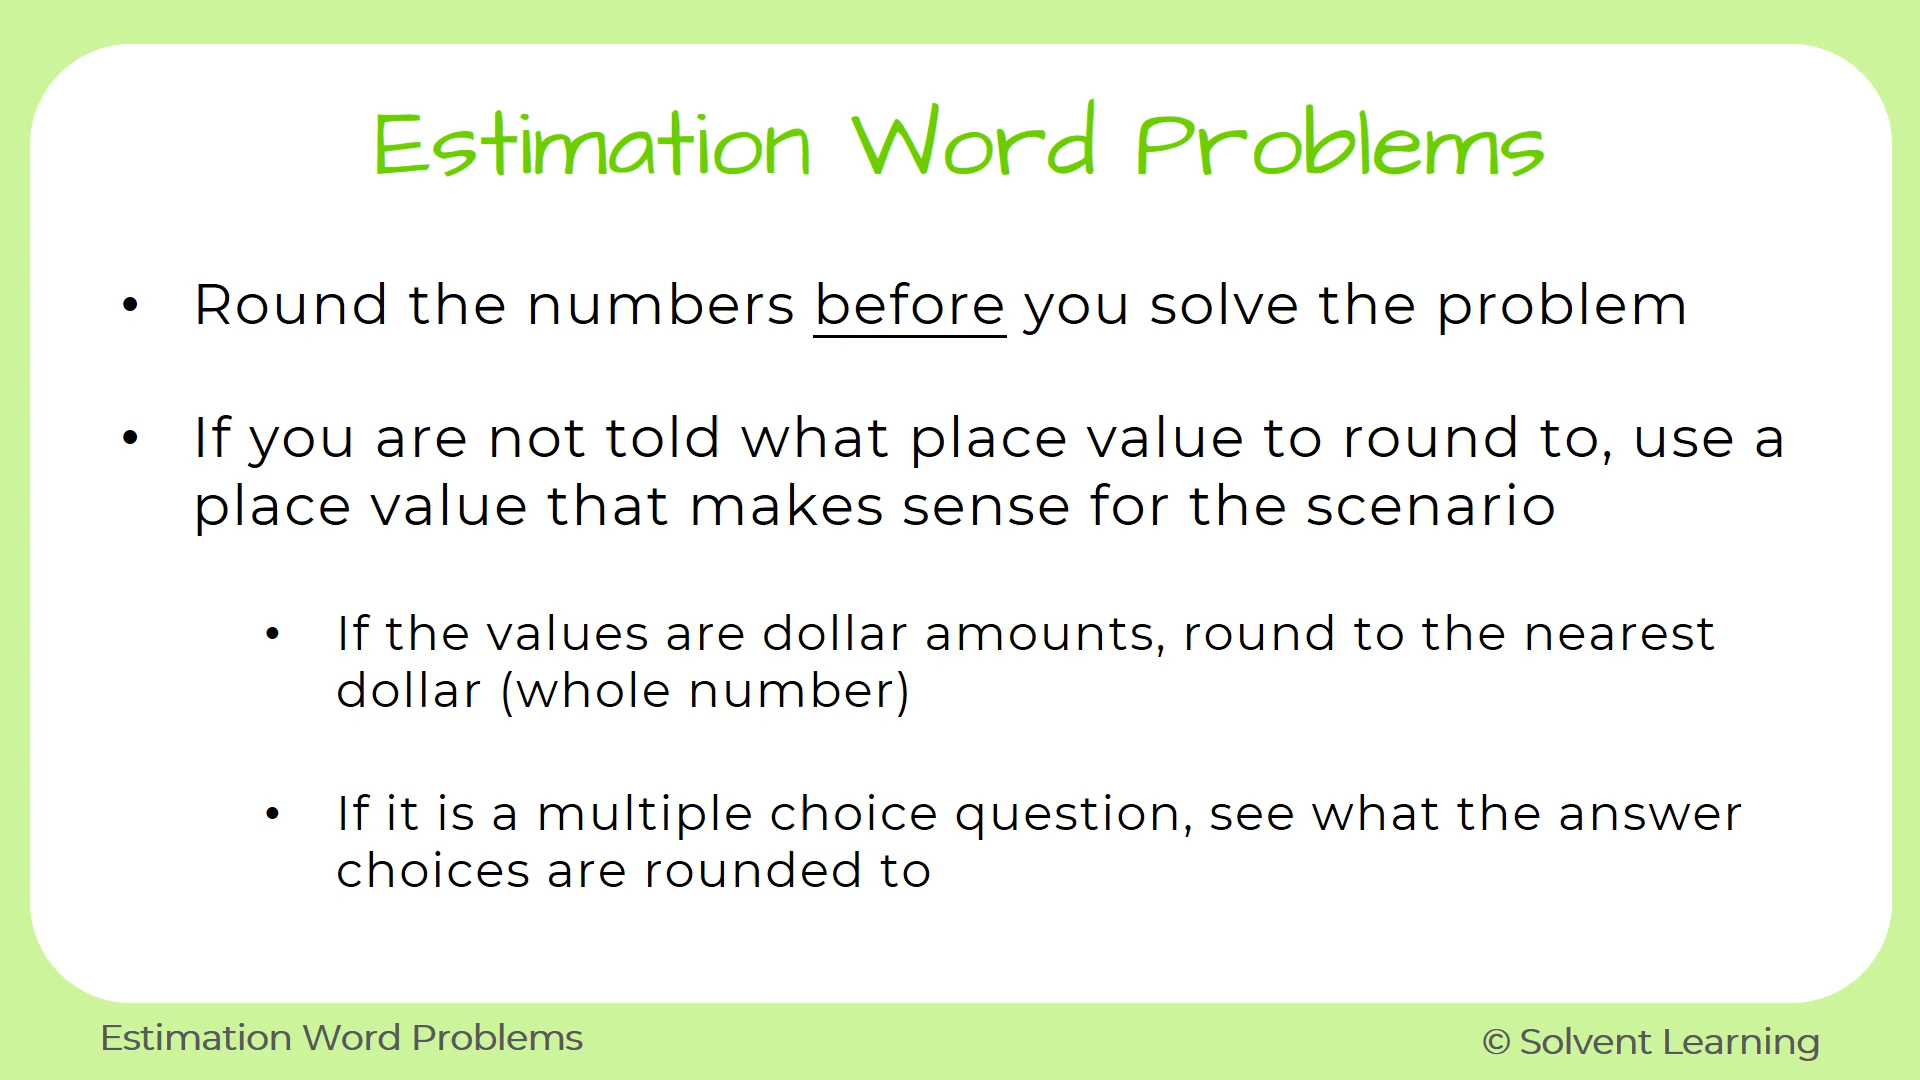 Estimation Word Problems
• Round the numbers before you solve the problem
• If you are not told what place value to round to, use a
place value that makes sense for the scenario
• If the values are dollar amounts, round to the nearest
dollar (whole number)
• If it is a multiple choice question, see what the answer
choices are rounded to
Estimation Word Problems
© Solvent Learning